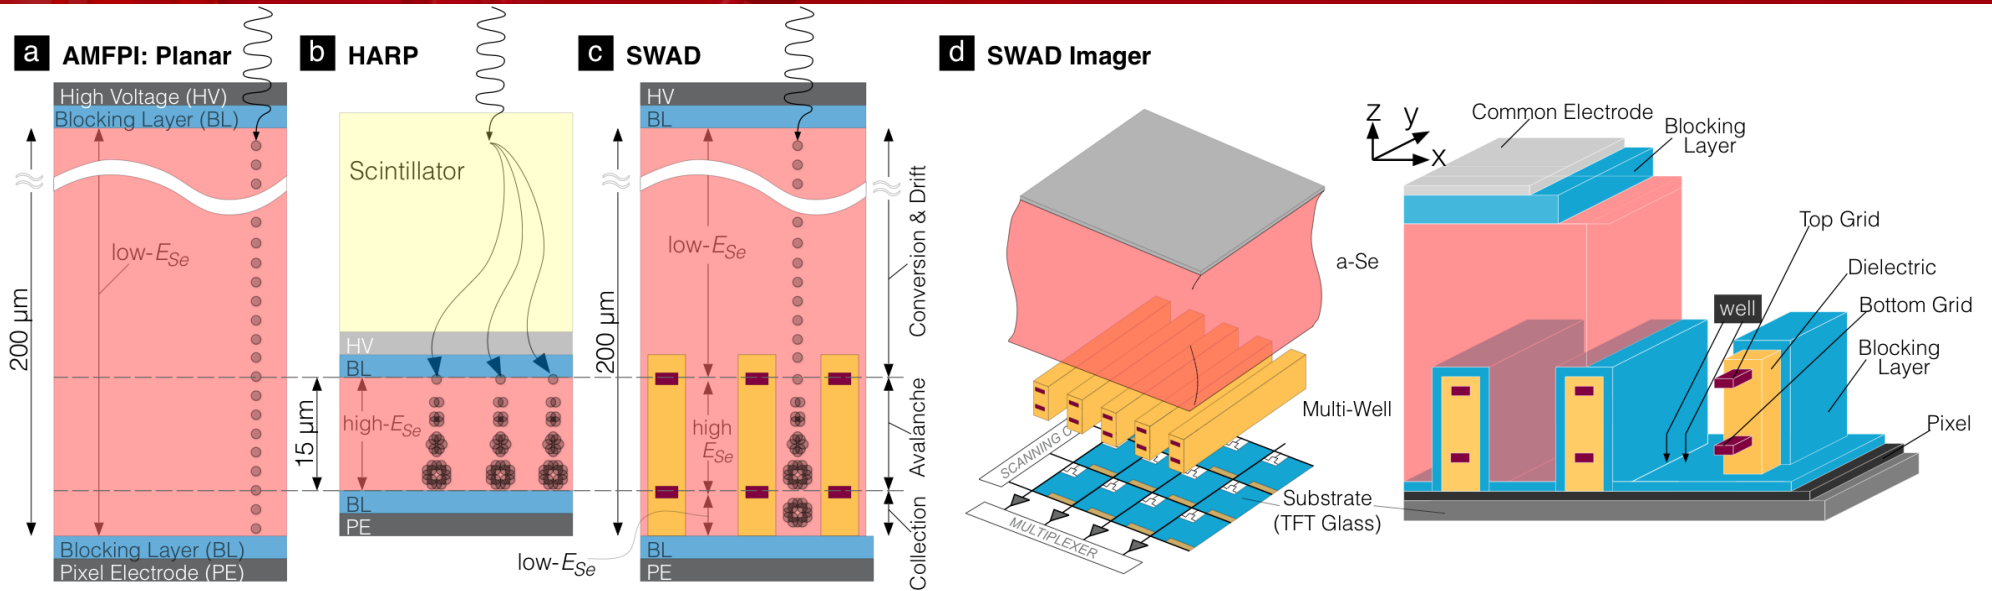 a AMFPI: Planar
High Voltage (HV)
Blocking Layer (BL)
low-ESe
200 µm
Blocking Layer (BL)
Pixel Electrode (PE)
b HARP
Scintillator
HV
BL
high-ESe
15 µm
BL
PE
c SWAD
HV
BL
low-ESe
200 µm
high
ESe
low-ESe
BL
PE
Conversion & Drift
Avalanche
Collection
d SWAD Imager
a-Se
Multi-Well
SCANNING C
MULTIPLEXER
Substrate
(TFT Glass)
z
y
x
Common Electrode
Blocking
Layer
Top Grid
Dielectric
well
Bottom Grid
Blocking
Layer
Pixel